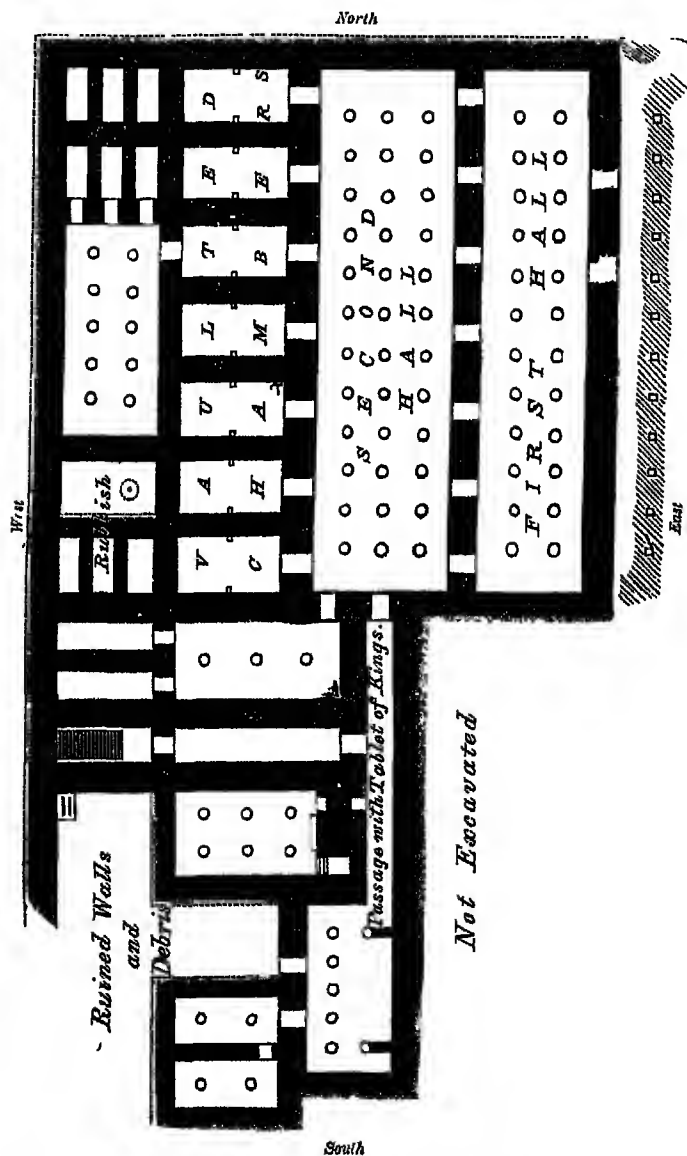 North
West
East
VAULTED
CHAMBERS
SECOND
HALL
FIRST HALL
Rubbish
Passage with Tablet of Kings.
Not Excavated
Ruined Walls
and
Debris
South